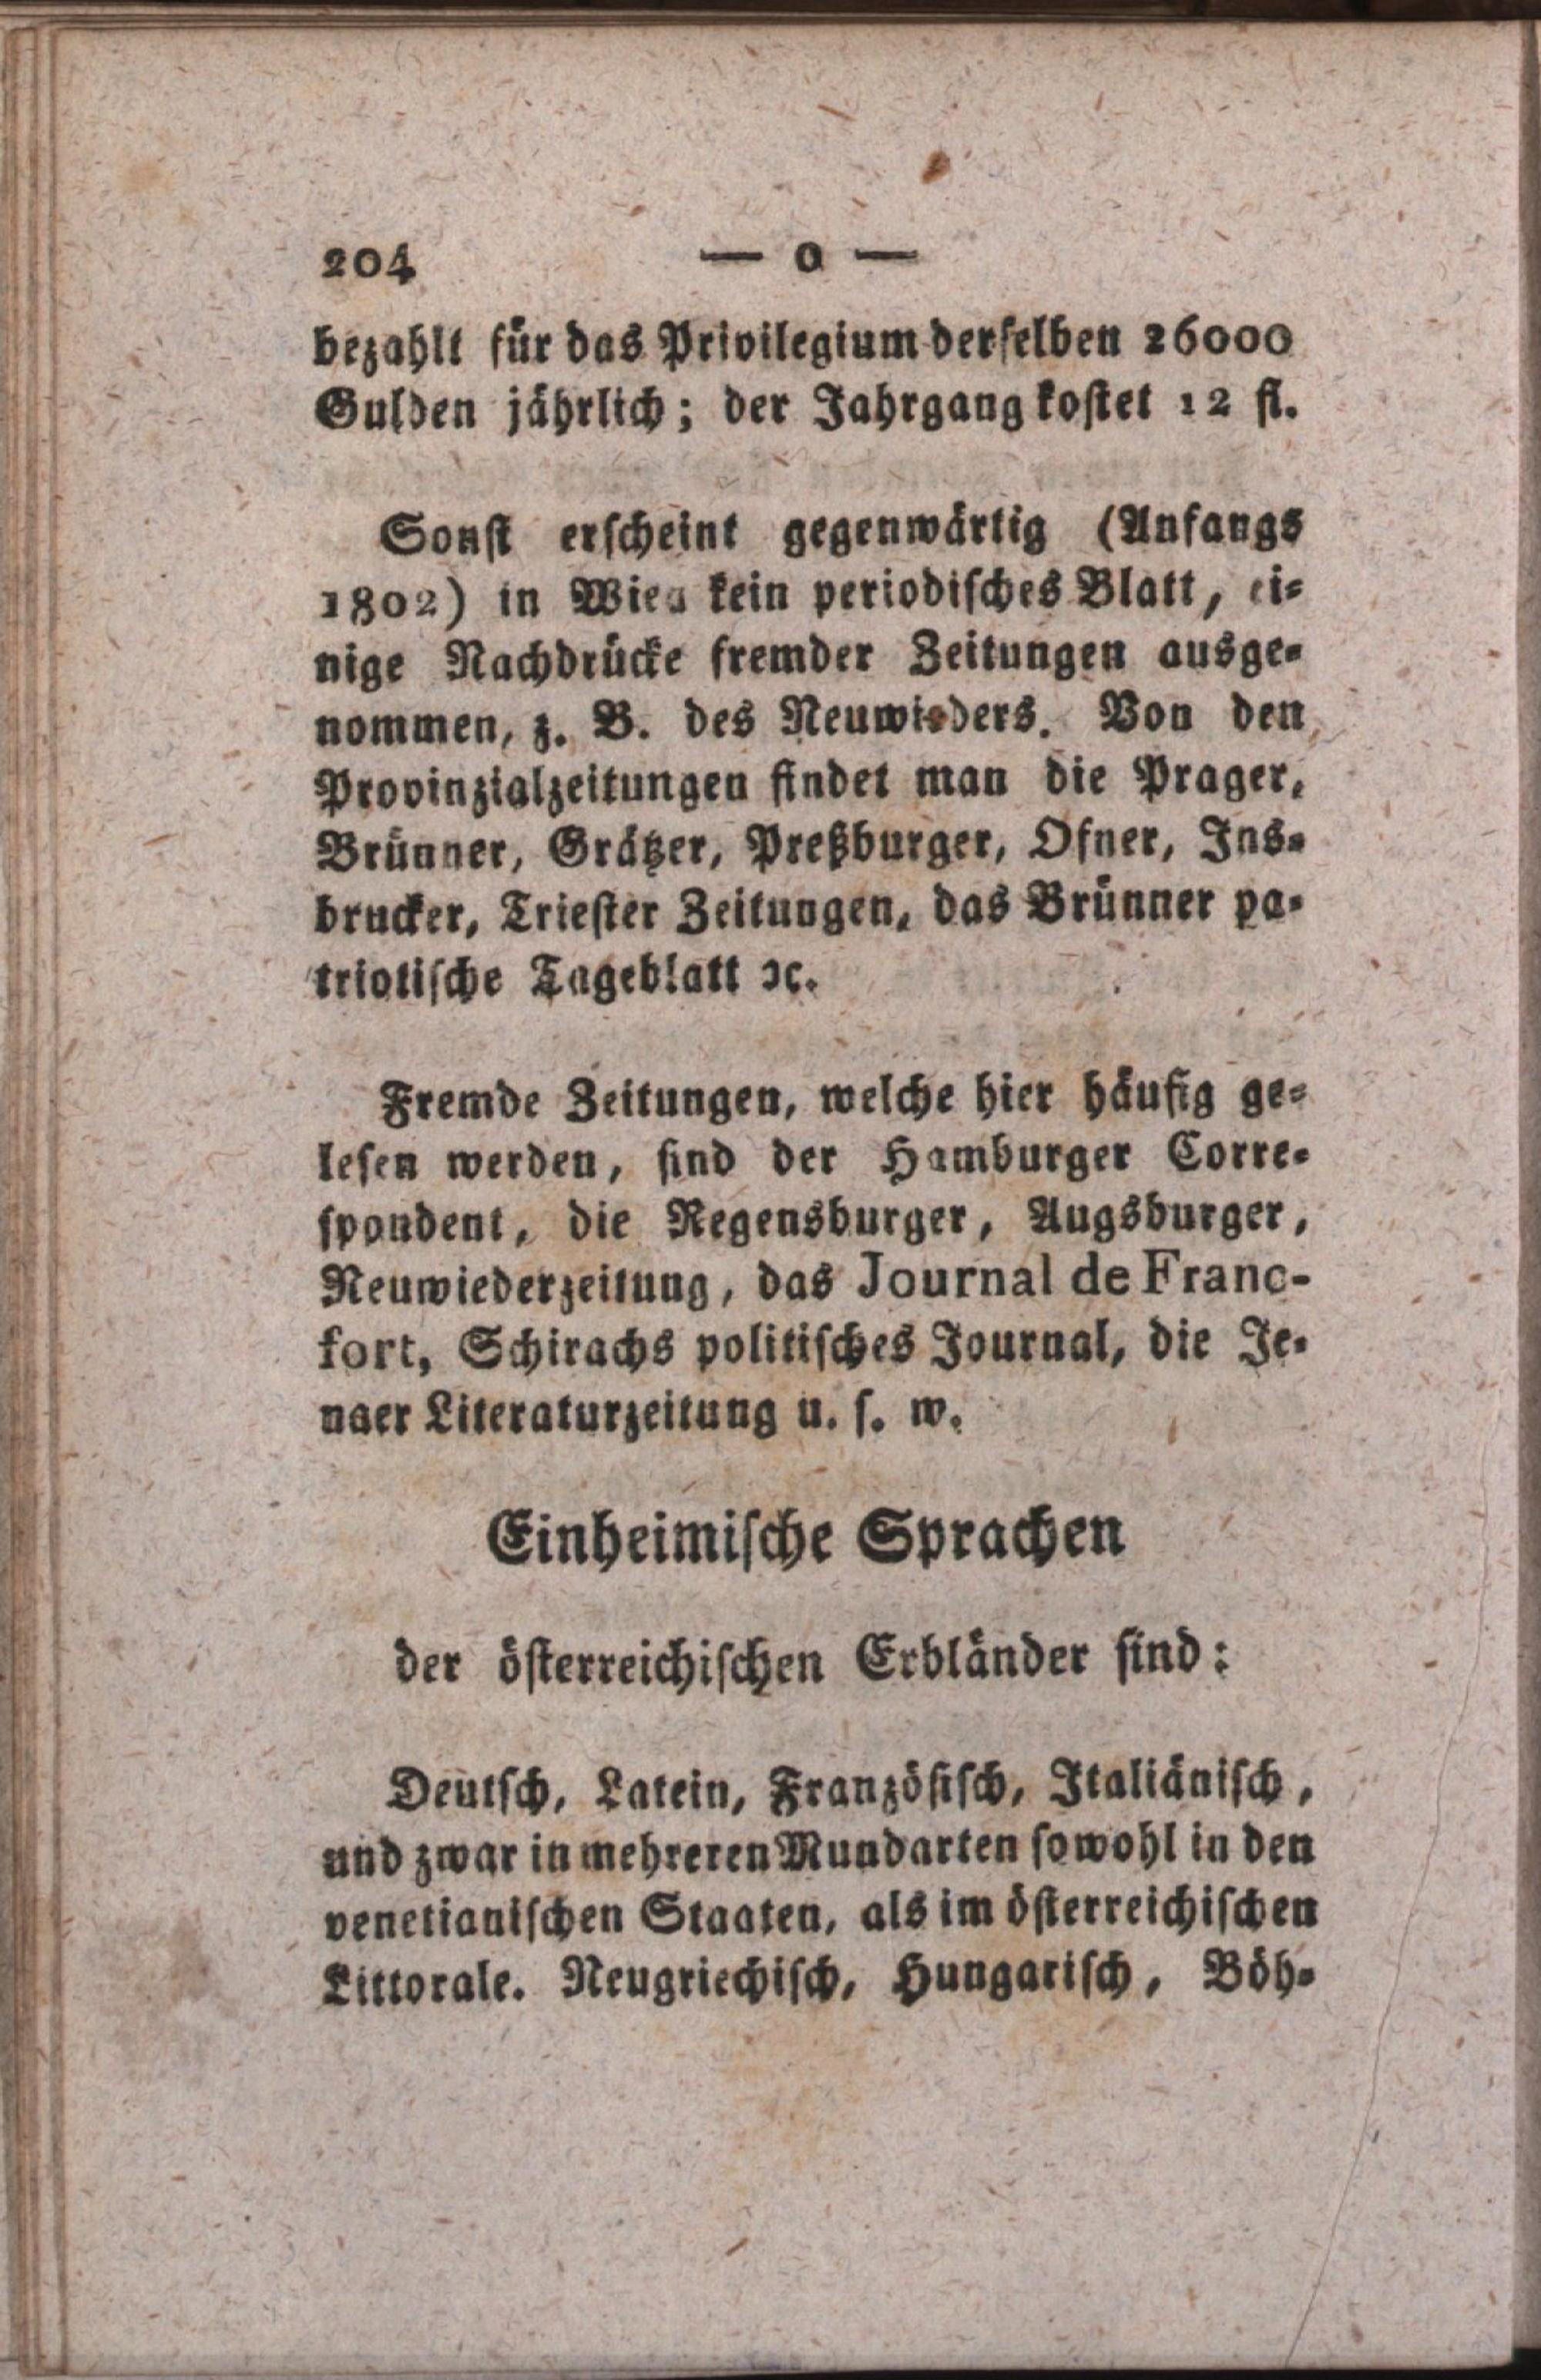 204 — o —
bezahlt für das Privilegium derselben 26000
Gulden jährlich; der Jahrgang kostet 12 fl.
Sonst erscheint gegenwärtig (Anfangs
1802) in Wien kein periodisches Blatt, ei-
nige Nachdrücke fremder Zeitungen ausge-
nommen, z. B. des Neuwieders. Von den
Provinzialzeitungen findet man die Prager,
Brünner, Grätzer, Preßburger, Ofner, Ins-
brucker, Triester Zeitungen, das Brünner pa-
triotische Tageblatt ꝛc.
Fremde Zeitungen, welche hier häufig ge-
lesen werden, sind der Hamburger Corre-
spondent, die Regensburger, Augsburger,
Neuwiederzeitung, das Journal de Franc-
fort, Schirachs politisches Journal, die Je-
naer Literaturzeitung u. s. w.
Einheimische Sprachen
der österreichischen Erbländer sind:
Deutsch, Latein, Französisch, Italiänisch,
und zwar in mehreren Mundarten sowohl in den
venetianischen Staaten, als im österreichischen
Littorale. Neugriechisch, Hungarisch, Böh-